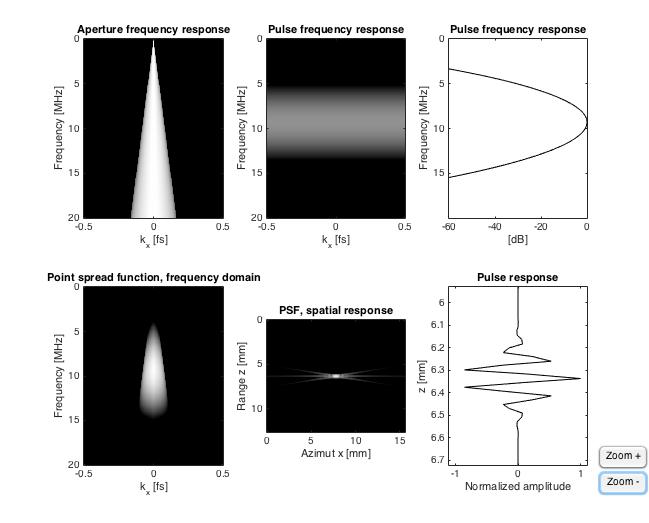 Aperture frequency response
0
5
10
15
20
Frequency [MHz]
-0.5
0
0.5
k_x [fs]
Pulse frequency response
0
5
10
15
20
Frequency [MHz]
-0.5
0
0.5
k_x [fs]
Pulse frequency response
0
5
10
15
Frequency [MHz]
-60
-40
-20
0
[dB]
Point spread function, frequency domain
0
5
10
15
20
Frequency [MHz]
-0.5
0
0.5
k_x [fs]
PSF, spatial response
0
5
10
Range z [mm]
0
5
10
15
Azimut x [mm]
Pulse response
6
6.1
6.2
6.3
6.4
6.5
6.6
6.7
z [mm]
-1
0
1
Normalized amplitude
Zoom +
Zoom -